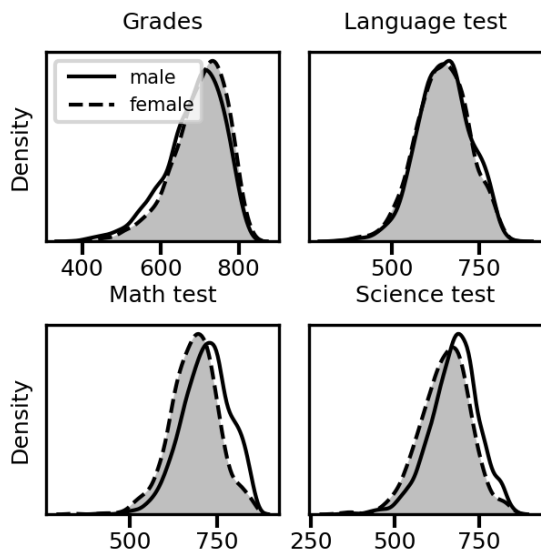 Grades
Language test
male
female
Density
400 600 800
500 750
Math test
Science test
Density
500 750
250 500 750